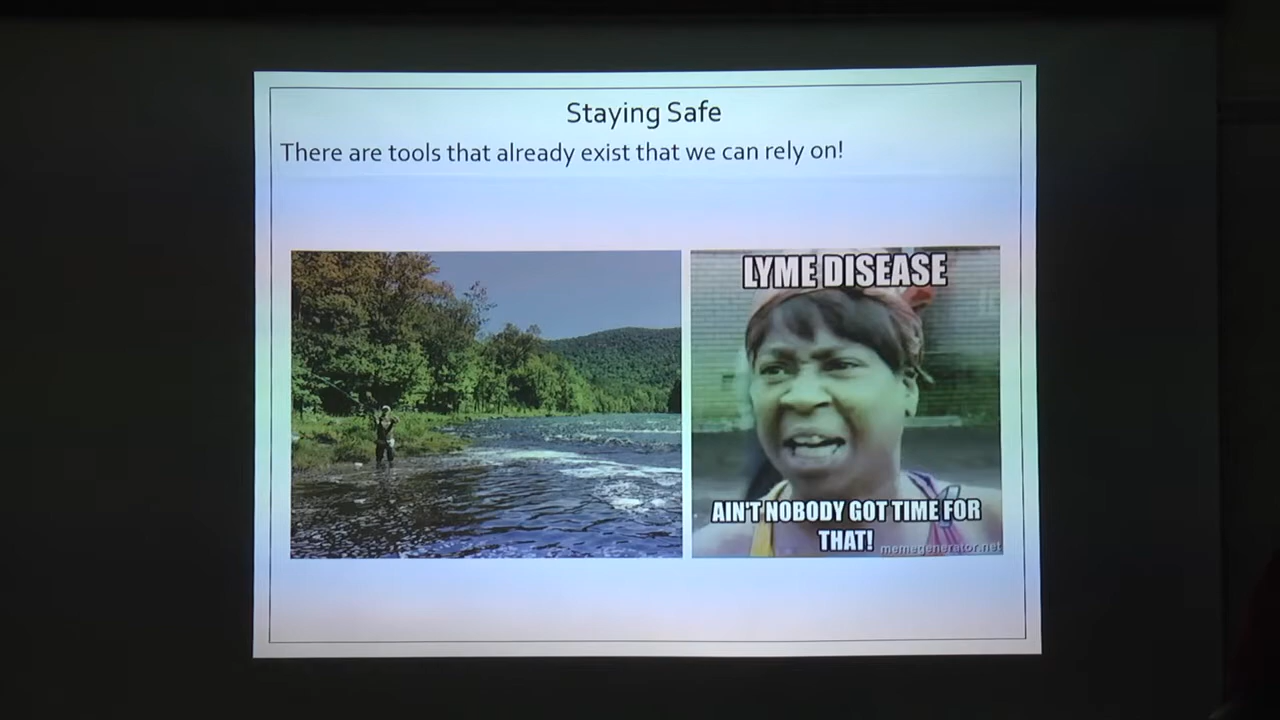 Staying Safe
There are tools that already exist that we can rely on!
LYME DISEASE
AIN'T NOBODY GOT TIME FOR
THAT!
memegenerator.net